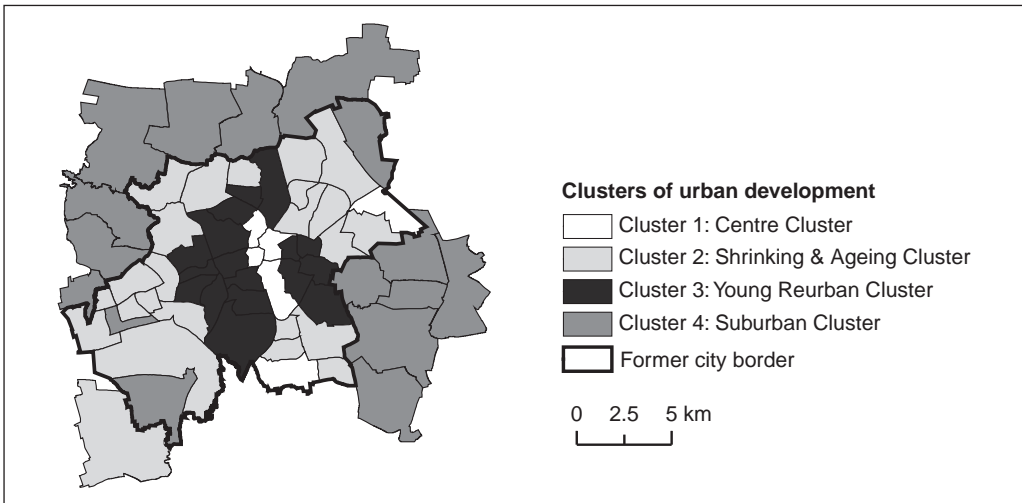 Clusters of urban development
Cluster 1: Centre Cluster
Cluster 2: Shrinking & Ageing Cluster
Cluster 3: Young Reurban Cluster
Cluster 4: Suburban Cluster
Former city border
0 2.5 5 km